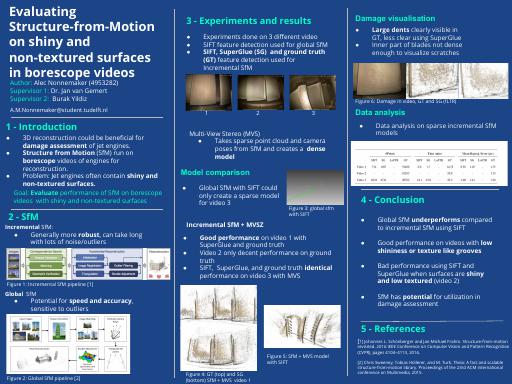 Evaluating
Structure-from-Motion
on shiny and
non-textured surfaces
in borescope videos
Author: Alec Nonnemaker (4953282)
Supervisor 1: Dr. Jan van Gemert
Supervisor 2: Burak Yildiz
A.M.Nonnemaker@student.tudelft.nl
1 - Introduction
● 3D reconstruction could be beneficial for
damage assessment of jet engines.
● Structure from Motion (SfM) run on
borescope videos of engines for
reconstruction.
● Problem: Jet engines often contain shiny and
non-textured surfaces.
Goal: Evaluate performance of SfM on borescope
videos with shiny and non-textured surfaces
2 - SfM
Incremental SfM:
● Generally more robust, can take long
with lots of noise/outliers
Figure 1: Incremental SfM pipeline [1]
Global SfM:
● Potential for speed and accuracy,
sensitive to outliers
Figure 2: Global SfM pipeline [2]
3 - Experiments and results
● Experiments done on 3 different video
● SIFT feature detection used for global SfM
● SIFT, SuperGlue (SG) and ground truth
(GT) feature detection used for
Incremental SfM
1 2 3
Multi-View Stereo (MVS)
● Takes sparse point cloud and camera
poses from SfM and creates a dense
model
Model comparison
● Global SfM with SIFT could
only create a sparse model
for video 3
Figure 3: global sfm
with SIFT
Incremental SfM + MVSZ
● Good performance on video 1 with
SuperGlue and ground truth
● Video 2 only decent performance on ground
truth
● SIFT, SuperGlue, and ground truth identical
performance on video 3 with MVS
Figure 4: GT (top) and SG
(bottom) SfM + MVS video 1
Figure 5: SfM + MVS model
with SIFT
Damage visualisation
● Large dents clearly visible in
GT, less clear using SuperGlue
● Inner part of blades not dense
enough to visualize scratches
Figure 6: Damage in video, GT and SG (fLTR)
Data analysis
● Data analysis on sparse incremental SfM
models
4 - Conclusion
● Global SfM underperforms compared
to incremental SfM using SIFT
● Good performance on videos with low
shininess or texture like grooves
● Bad performance using SIFT and
SuperGlue when surfaces are shiny
and low textured (video 2)
● SfM has potential for utilization in
damage assessment
5 - References
[1] Johannes L. Schönberger and Jan-Michael Frahm. Structure-from-motion
revisited. 2016 IEEE Conference on Computer Vision and Pattern Recognition
(CVPR), pages 4104–4113, 2016.
[2] Chris Sweeney, Tobias Höllerer, and M. Turk. Theia: A fast and scalable
structure-from-motion library. Proceedings of the 23rd ACM international
conference on Multimedia, 2015.